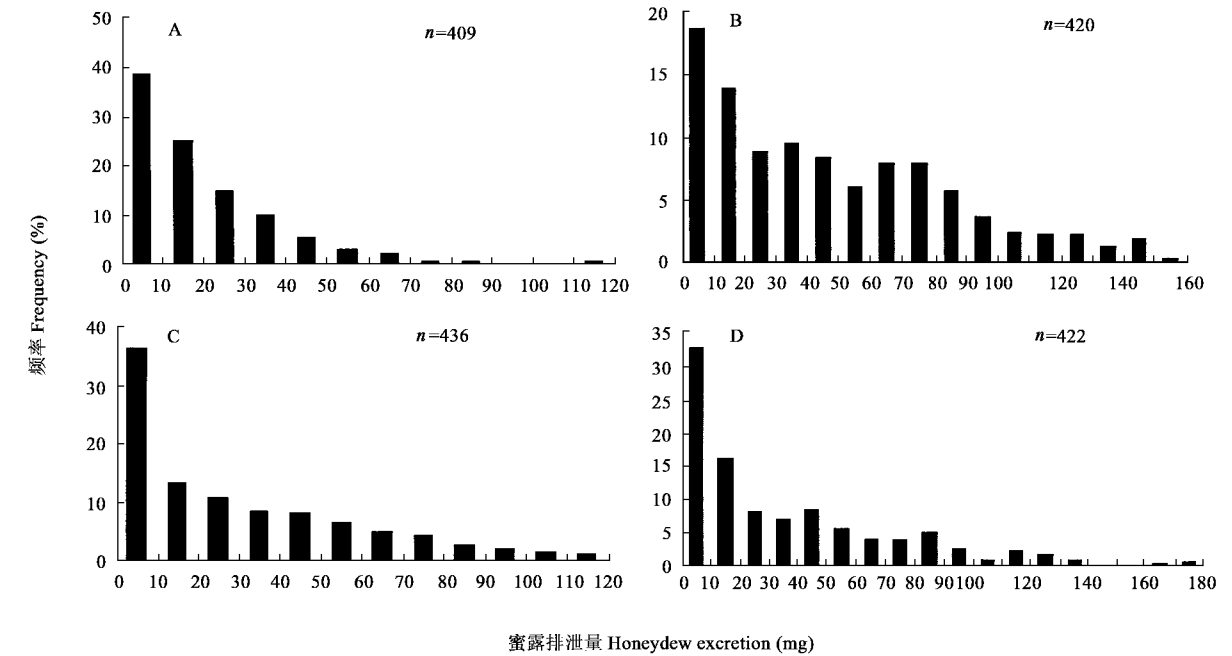 A
n=409
50
40
30
20
10
0
0 10 20 30 40 50 60 70 80 90 100 110 120
B
n=420
20
15
10
5
0
0 10 20 30 40 50 60 70 80 90 100 120 140 160
C
n=436
40
30
20
10
0
0 10 20 30 40 50 60 70 80 90 100 110 120
D
n=422
35
30
25
20
15
10
5
0
0 10 20 30 40 50 60 70 80 90 100 120 140 160 180
频率 Frequency (%)
蜜露排泄量 Honeydew excretion (mg)